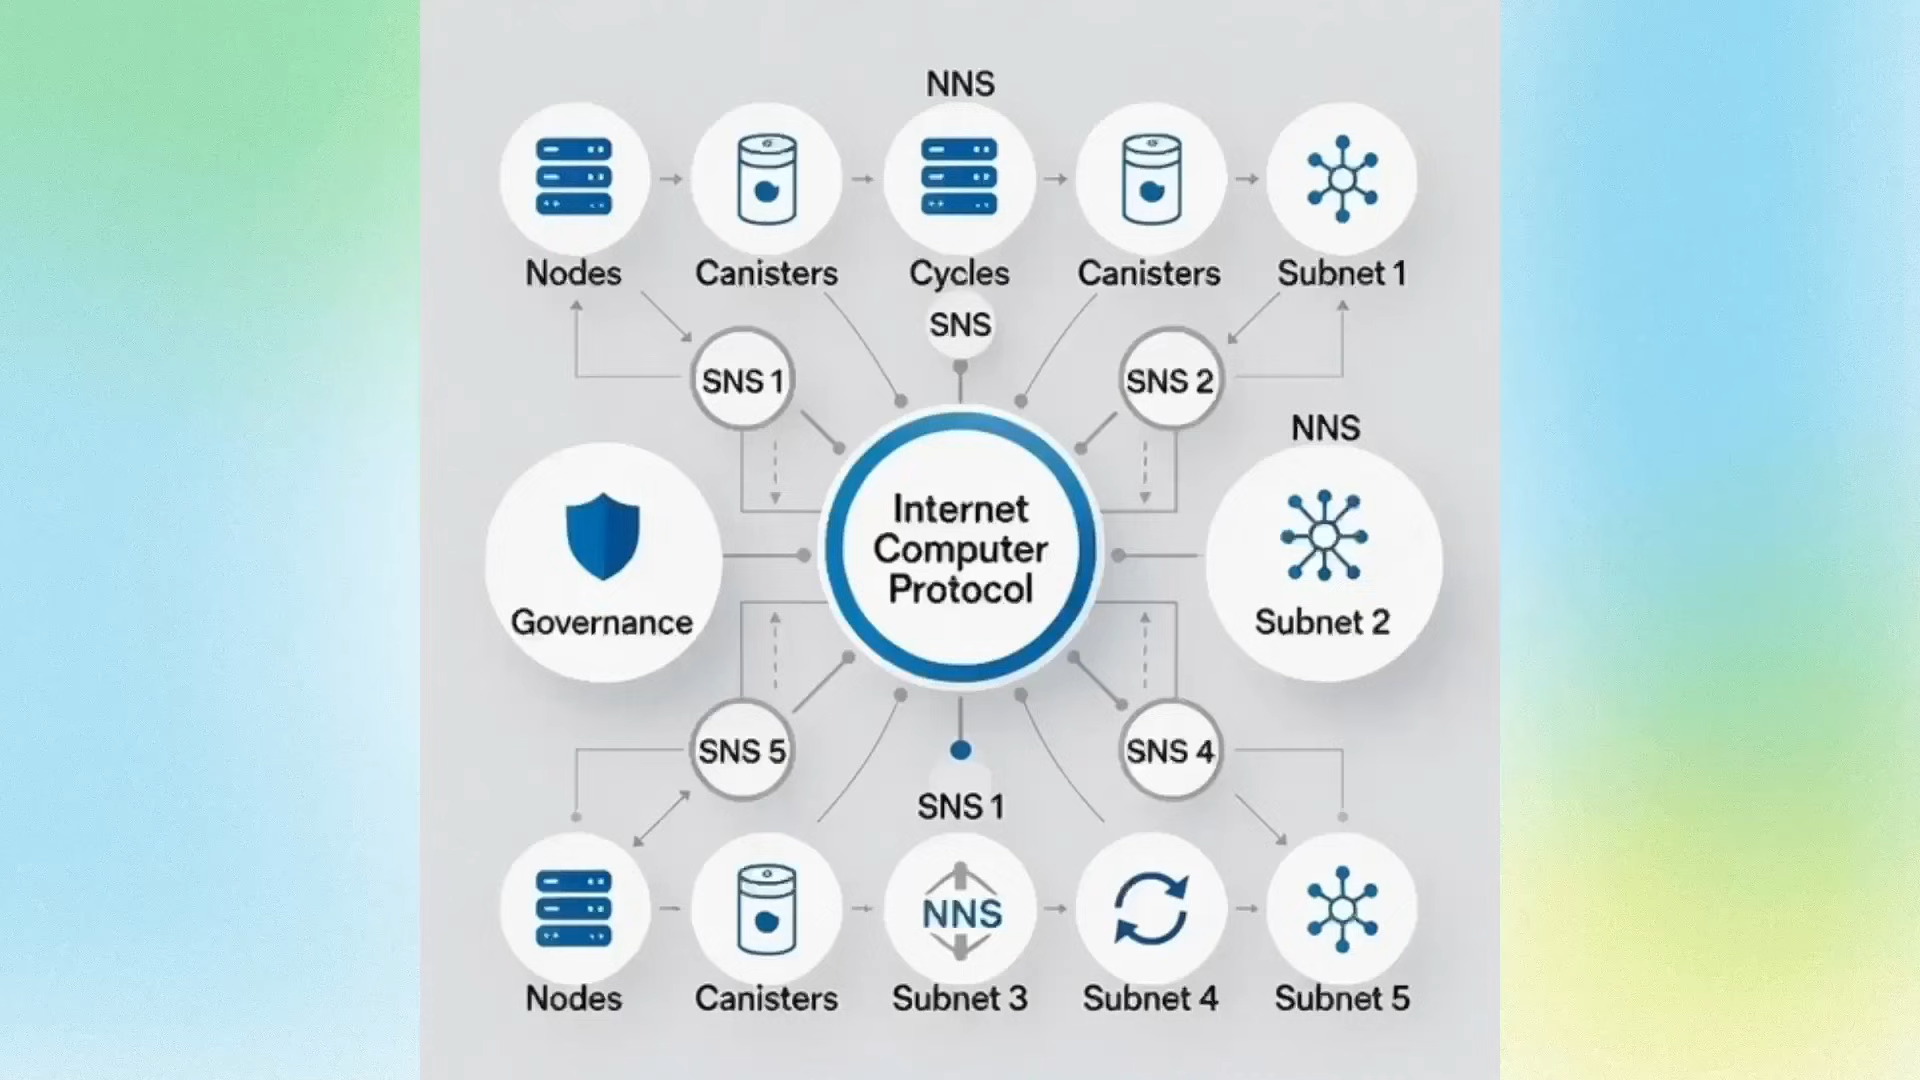 NNS
Nodes
Canisters
Cycles
Canisters
Subnet 1
SNS
SNS 1
SNS 2
NNS
Internet
Computer
Protocol
Governance
Subnet 2
SNS 5
SNS 4
SNS 1
NNS
Nodes
Canisters
Subnet 3
Subnet 4
Subnet 5